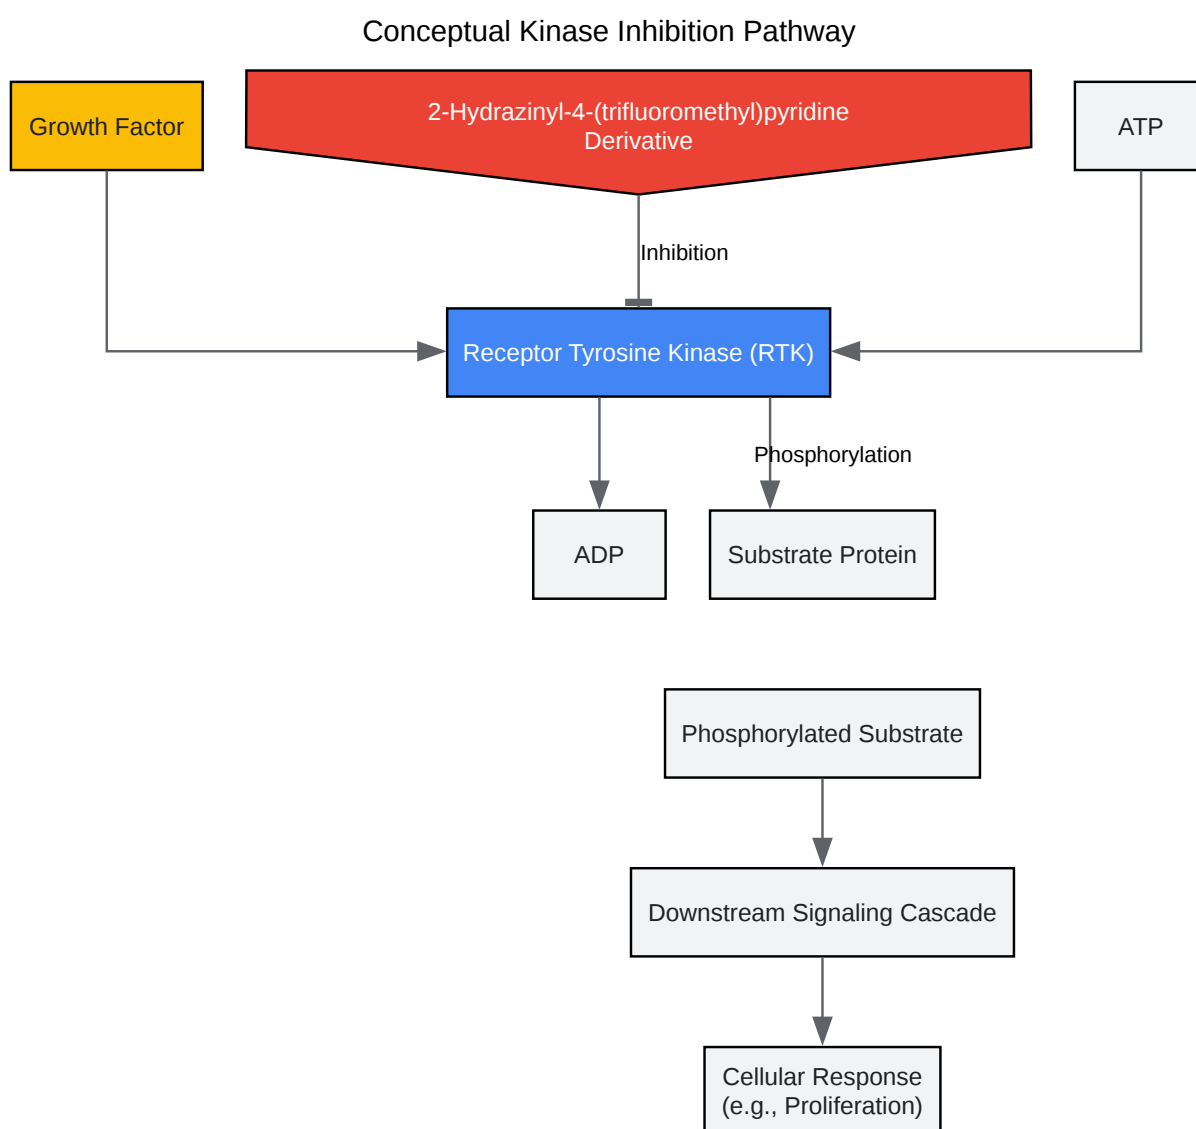 Conceptual Kinase Inhibition Pathway
Growth Factor
2-Hydrazinyl-4-(trifluoromethyl)pyridine
Derivative
ATP
Inhibition
Receptor Tyrosine Kinase (RTK)
Phosphorylation
ADP
Substrate Protein
Phosphorylated Substrate
Downstream Signaling Cascade
Cellular Response
(e.g., Proliferation)